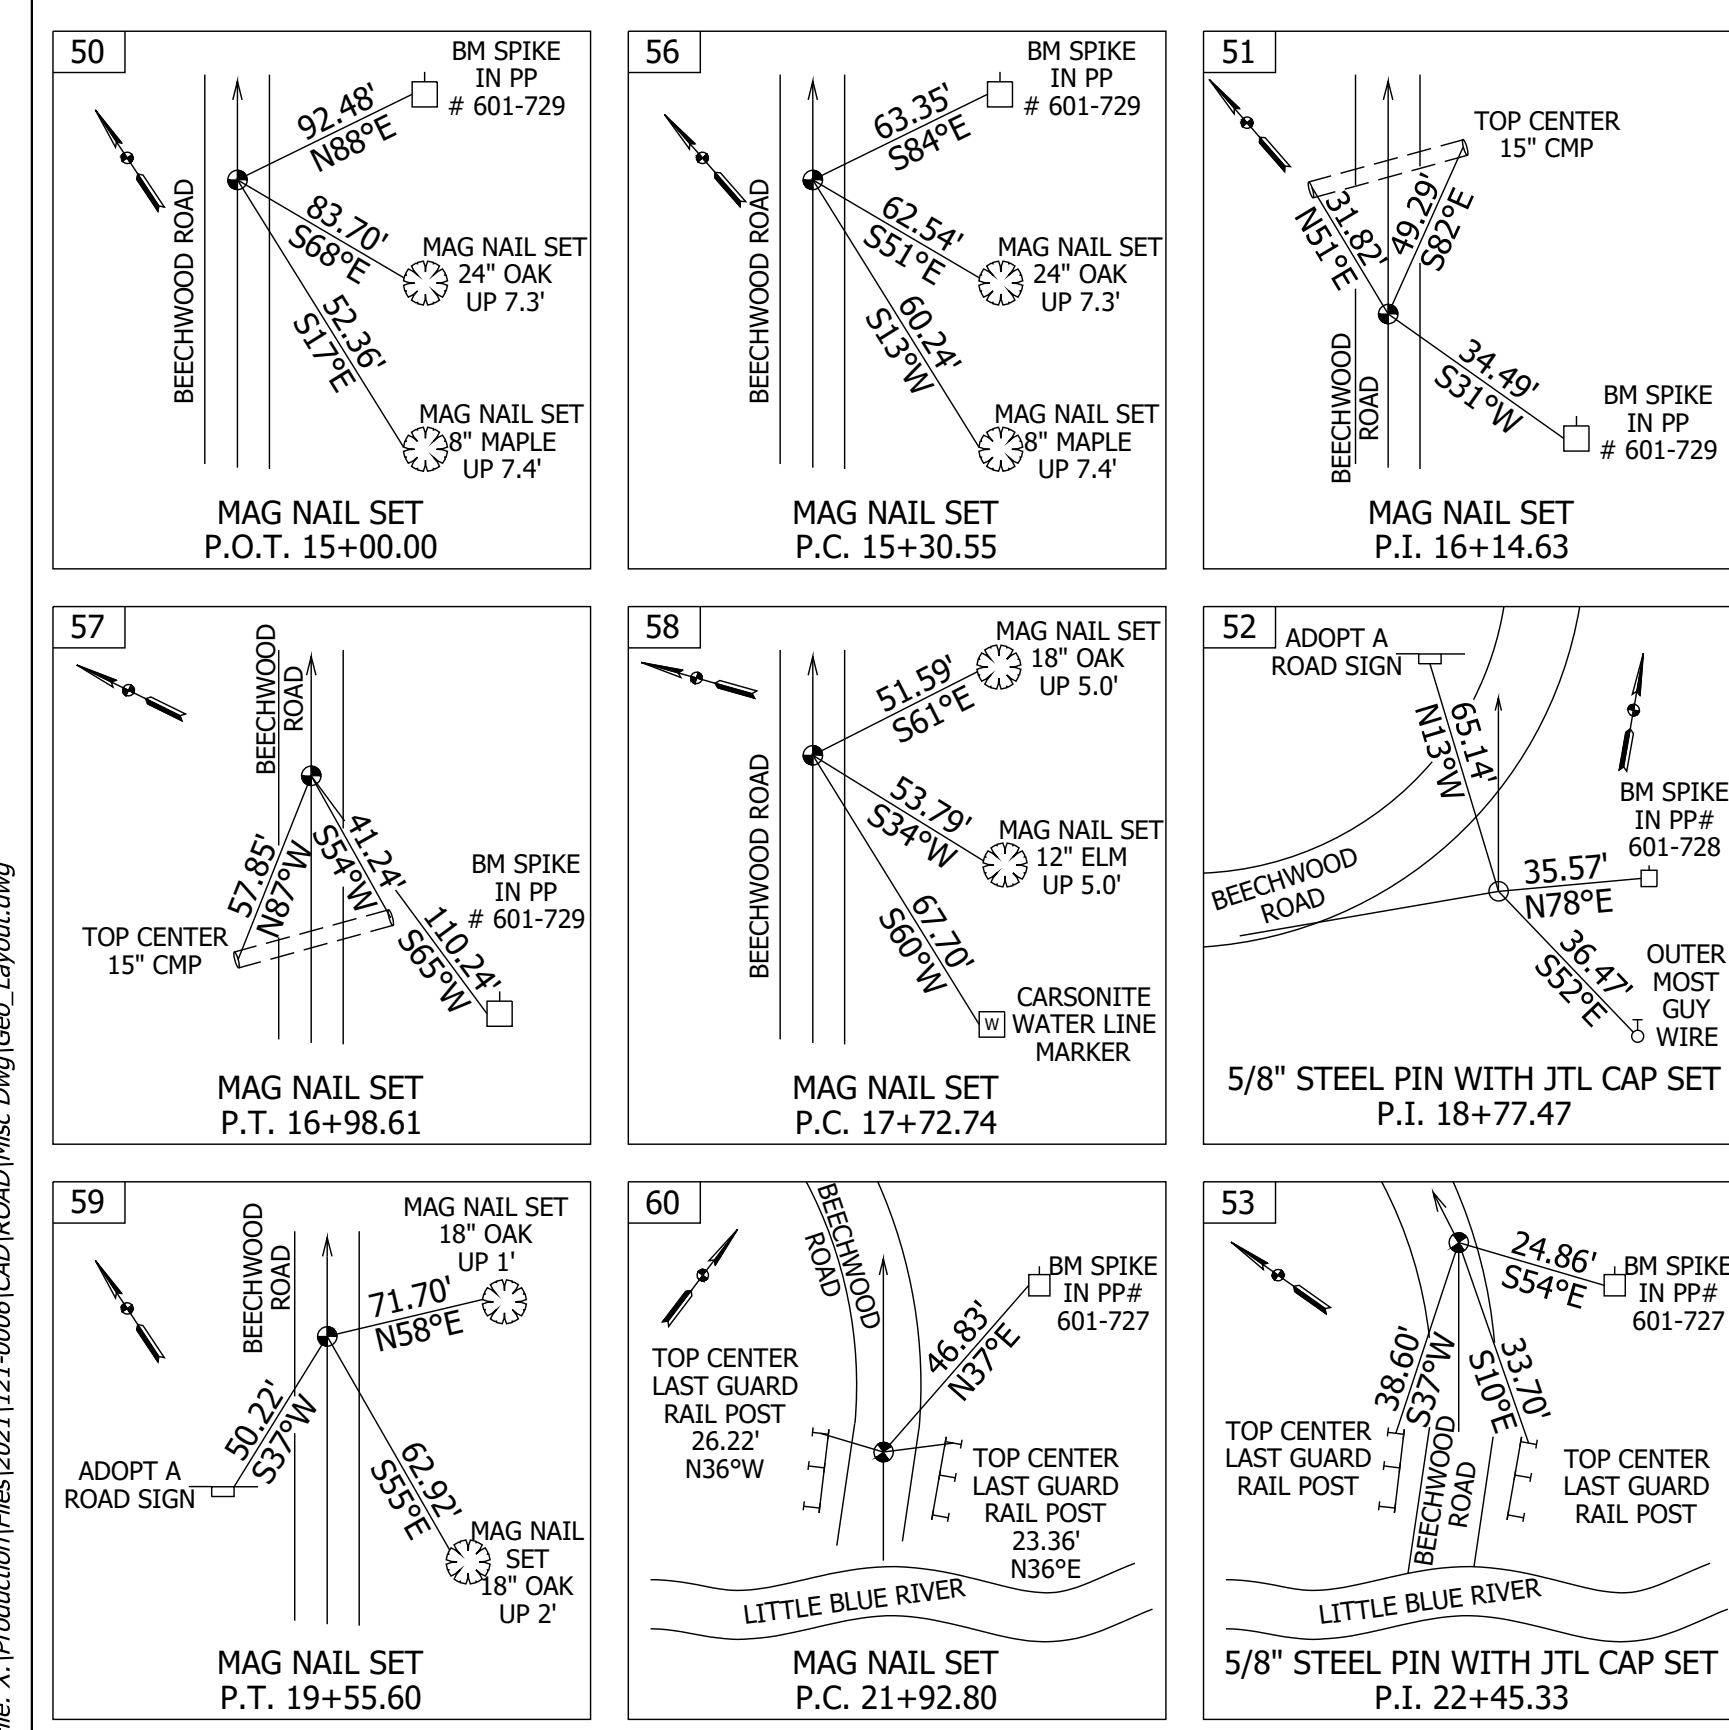 50
BM SPIKE
IN PP
# 601-729
92.48'
N88°E
83.70'
S68°E
MAG NAIL SET
24" OAK
UP 7.3'
52.36'
S17°E
MAG NAIL SET
8" MAPLE
UP 7.4'
BEECHWOOD ROAD
MAG NAIL SET
P.O.T. 15+00.00
56
BM SPIKE
IN PP
# 601-729
63.35'
S84°E
62.54'
S51°E
MAG NAIL SET
24" OAK
UP 7.3'
60.24'
S13°W
MAG NAIL SET
8" MAPLE
UP 7.4'
BEECHWOOD ROAD
MAG NAIL SET
P.C. 15+30.55
51
TOP CENTER
15" CMP
31.82'
N51°E
49.29'
S82°E
34.49'
S31°W
BM SPIKE
IN PP
# 601-729
BEECHWOOD
ROAD
MAG NAIL SET
P.I. 16+14.63
57
BEECHWOOD
ROAD
57.85'
N87°W
41.24'
S54°W
110.24'
S65°W
BM SPIKE
IN PP
# 601-729
TOP CENTER
15" CMP
MAG NAIL SET
P.T. 16+98.61
58
MAG NAIL SET
18" OAK
UP 5.0'
51.59'
S61°E
53.79'
S34°W
MAG NAIL SET
12" ELM
UP 5.0'
67.70'
S60°W
CARSONITE
WATER LINE
MARKER
W
BEECHWOOD ROAD
MAG NAIL SET
P.C. 17+72.74
52
ADOPT A
ROAD SIGN
65.14'
N13°W
BM SPIKE
IN PP#
601-728
35.57'
N78°E
36.47'
S52°E
OUTER
MOST
GUY
WIRE
BEECHWOOD
ROAD
5/8" STEEL PIN WITH JTL CAP SET
P.I. 18+77.47
59
BEECHWOOD
ROAD
MAG NAIL SET
18" OAK
UP 1'
71.70'
N58°E
50.22'
S37°W
ADOPT A
ROAD SIGN
62.92'
S55°E
MAG NAIL
SET
18" OAK
UP 2'
MAG NAIL SET
P.T. 19+55.60
60
BEECHWOOD
ROAD
BM SPIKE
IN PP#
601-727
46.83'
N37°E
TOP CENTER
LAST GUARD
RAIL POST
26.22'
N36°W
TOP CENTER
LAST GUARD
RAIL POST
23.36'
N36°E
LITTLE BLUE RIVER
MAG NAIL SET
P.C. 21+92.80
53
24.86'
S54°E
BM SPIKE
IN PP#
601-727
38.60'
S37°W
33.70'
S10°E
TOP CENTER
LAST GUARD
RAIL POST
BEECHWOOD
ROAD
TOP CENTER
LAST GUARD
RAIL POST
LITTLE BLUE RIVER
5/8" STEEL PIN WITH JTL CAP SET
P.I. 22+45.33
File: X:\Production\Files\2021\121-0066\CAD\ROAD\Misc Dwg\Geo_Layout.dwg